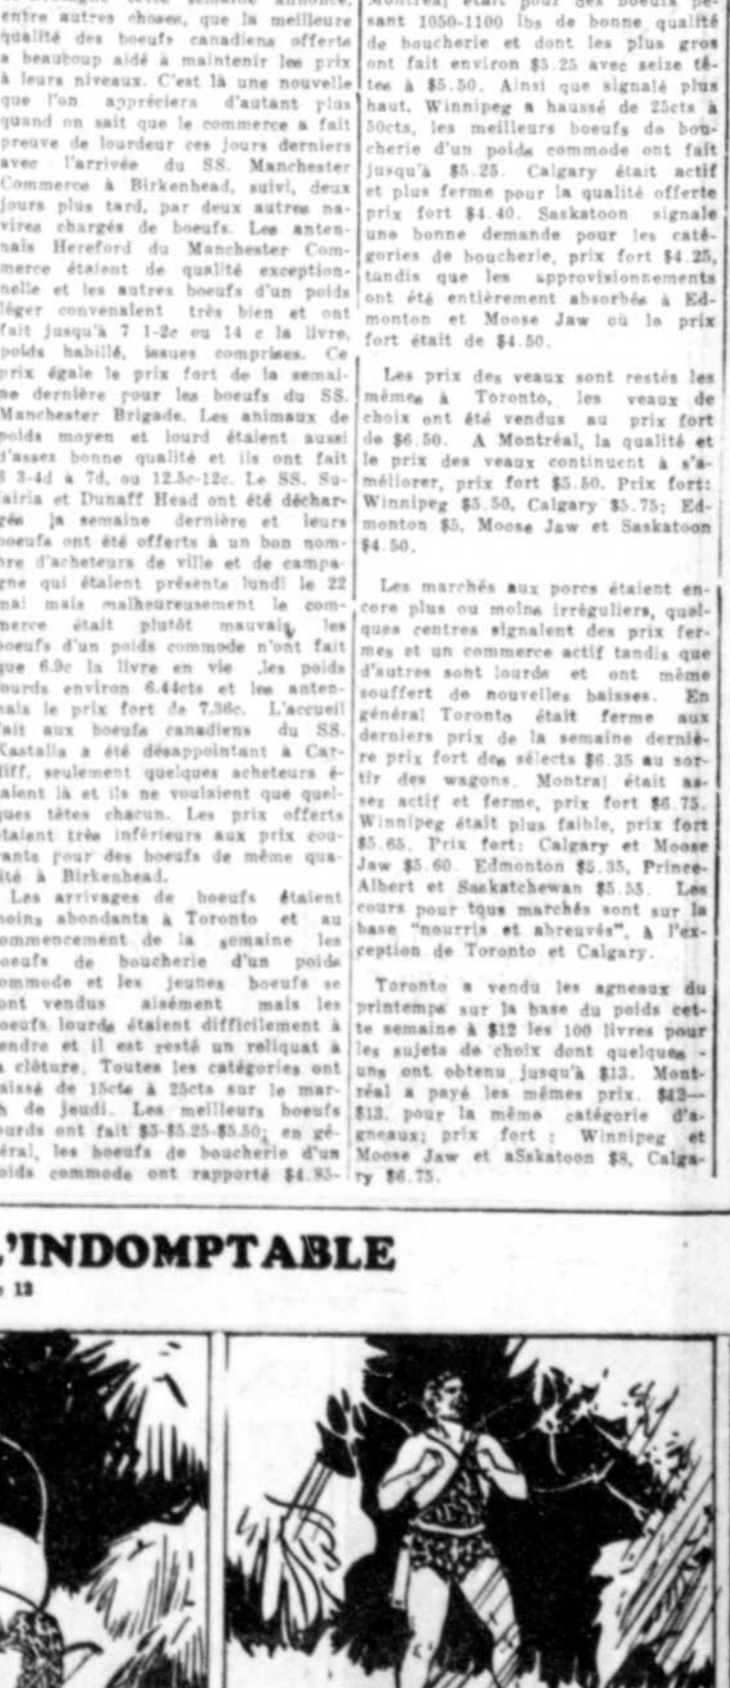 entre autres choses, que la meilleure
qualité des boeufs canadiens offerte
a beaucoup aidé à maintenir les prix
à leurs niveaux. C'est là une nouvelle
que l'on appréciera d'autant plus
quand on sait que le commerce a fait
preuve de lourdeur ces jours derniers
avec l'arrivée du SS. Manchester
Commerce à Birkenhead, suivi, deux
jours plus tard, par deux autres na-
vires chargés de boeufs. Les anten-
nais Hereford du Manchester Com-
merce étaient de qualité exception-
nelle et les autres boeufs d'un poids
léger convenaient très bien et ont
fait jusqu'à 7 1-2c ou 14 c la livre,
poids habillé, issues comprises. Ce
prix égale le prix fort de la semai-
ne dernière pour les boeufs du SS.
Manchester Brigade. Les animaux de
poids moyen et lourd étaient aussi
d'assez bonne qualité et ils ont fait
3-4d à 7d, ou 12.5c-12c. Le SS. Su-
airia et Dunaff Head ont été déchar-
gés la semaine dernière et leurs
boeufs ont été offerts à un bon nom-
bre d'acheteurs de ville et de campa-
gne qui étaient présents lundi le 22
mai mais malheureusement le com-
merce était plutôt mauvais, les
boeufs d'un poids commode n'ont fait
que 6.9c la livre en vie ,les poids
ourds environ 6.44cts et les anten-
nais le prix fort de 7.36c. L'accueil
fait aux boeufs canadiens du SS.
Kastalia a été désappointant à Car-
diff, seulement quelques acheteurs é-
taient là et ils ne voulaient que quel-
ques têtes chacun. Les prix offerts
étaient très inférieurs aux prix cou-
rants pour des boeufs de même qua-
lité à Birkenhead.
Les arrivages de boeufs étaient
moins abondants à Toronto et au
ommencement de la semaine les
oeufs de boucherie d'un poids
ommode et les jeunes boeufs se
ont vendus aisément mais les
oeufs lourds étaient difficilement à
endre et il est resté un reliquat à
a clôture. Toutes les catégories ont
aissé de 15cts à 25cts sur le mar-
h de jeudi. Les meilleurs boeufs
ourds ont fait $5-$5.25-$5.50; en gé-
éral, les boeufs de boucherie d'un
oids commode ont rapporté $4.85-
Montréal était pour des boeufs pe-
sant 1050-1100 lbs de bonne qualité
de boucherie et dont les plus gros
ont fait environ $5.25 avec seize tê-
tes à $5.50. Ainsi que signalé plus
haut, Winnipeg a haussé de 25cts à
50cts, les meilleurs boeufs de bou-
cherie d'un poids commode ont fait
jusqu'à $5.25. Calgary était actif
et plus ferme pour la qualité offerte
prix fort $4.40. Saskatoon signale
une bonne demande pour les caté-
gories de boucherie, prix fort $4.25,
tandis que les approvisionnements
ont été entièrement absorbés à Ed-
monton et Moose Jaw où le prix
fort était de $4.50.
Les prix des veaux sont restés les
mêmes à Toronto, les veaux de
choix ont été vendus au prix fort
de $6.50. A Montréal, la qualité et
le prix des veaux continuent à s'a-
méliorer, prix fort $5.50. Prix fort:
Winnipeg $5.50, Calgary $5.75; Ed-
monton $5, Moose Jaw et Saskatoon
$4.50.
Les marchés aux porcs étaient en-
core plus ou moins irréguliers, quel-
ques centres signalent des prix fer-
mes et un commerce actif tandis que
d'autres sont lourds et ont même
souffert de nouvelles baisses. En
général Toronto était ferme aux
derniers prix de la semaine derniè-
re prix fort des sélects $6.35 au sor-
tir des wagons. Montral était as-
sez actif et ferme, prix fort $6.75.
Winnipeg était plus faible, prix fort
$5.65. Prix fort: Calgary et Moose
Jaw $5.60. Edmonton $5.35, Prince-
Albert et Saskatchewan $5.55. Les
cours pour tous marchés sont sur la
base "nourris et abreuvés", à l'ex-
ception de Toronto et Calgary.
Toronto a vendu les agneaux du
printemps sur la base du poids cet-
te semaine à $12 les 100 livres pour
les sujets de choix dont quelques -
uns ont obtenu jusqu'à $13. Mont-
réal a payé les mêmes prix. $12—
$13. pour la même catégorie d'a-
gneaux; prix fort : Winnipeg et
Moose Jaw et aSskatoon $8, Calga-
ry $6.75.
L'INDOMPTABLE
13